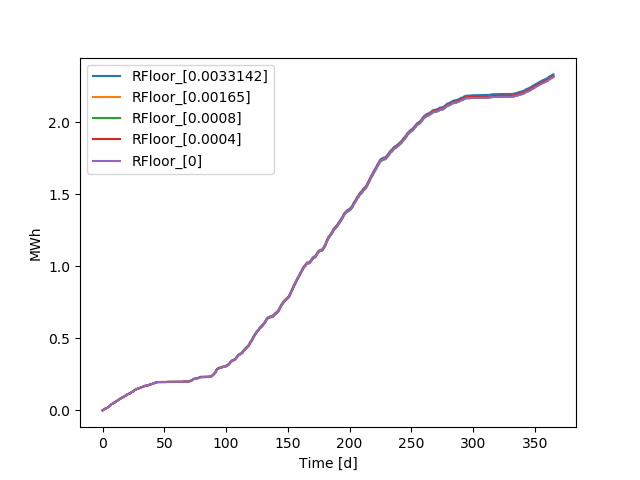 RFloor_[0.0033142]
RFloor_[0.00165]
RFloor_[0.0008]
RFloor_[0.0004]
RFloor_[0]
2.0
1.5
1.0
0.5
0.0
MWh
0 50 100 150 200 250 300 350
Time [d]